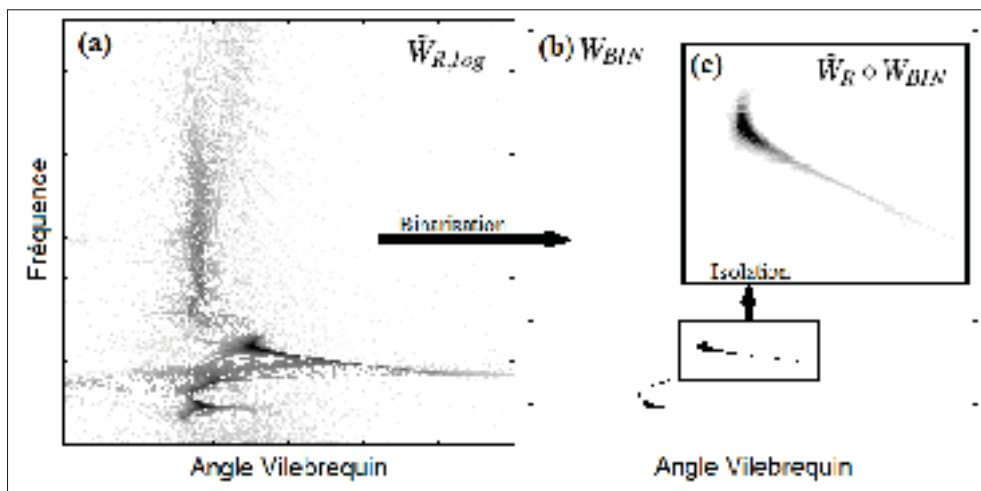 (a) W̃R,log
(b) WBIN
(c) W̃R ⋄ WBIN
Fréquence
Binarisation
Isolation
Angle Vilebrequin
Angle Vilebrequin